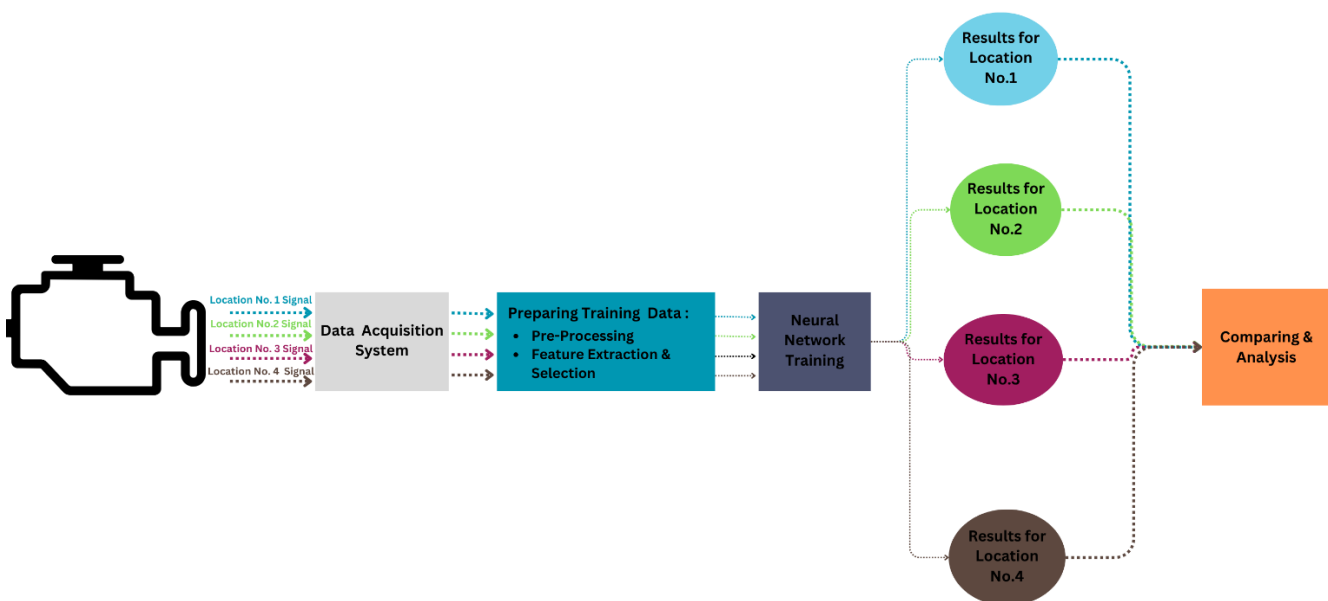 Location No. 1 Signal
Location No.2 Signal
Location No. 3 Signal
Location No. 4 Signal
Data Acquisition
System
Preparing Training Data :
• Pre-Processing
• Feature Extraction &
Selection
Neural
Network
Training
Results for
Location
No.1
Results for
Location
No.2
Results for
Location
No.3
Results for
Location
No.4
Comparing &
Analysis